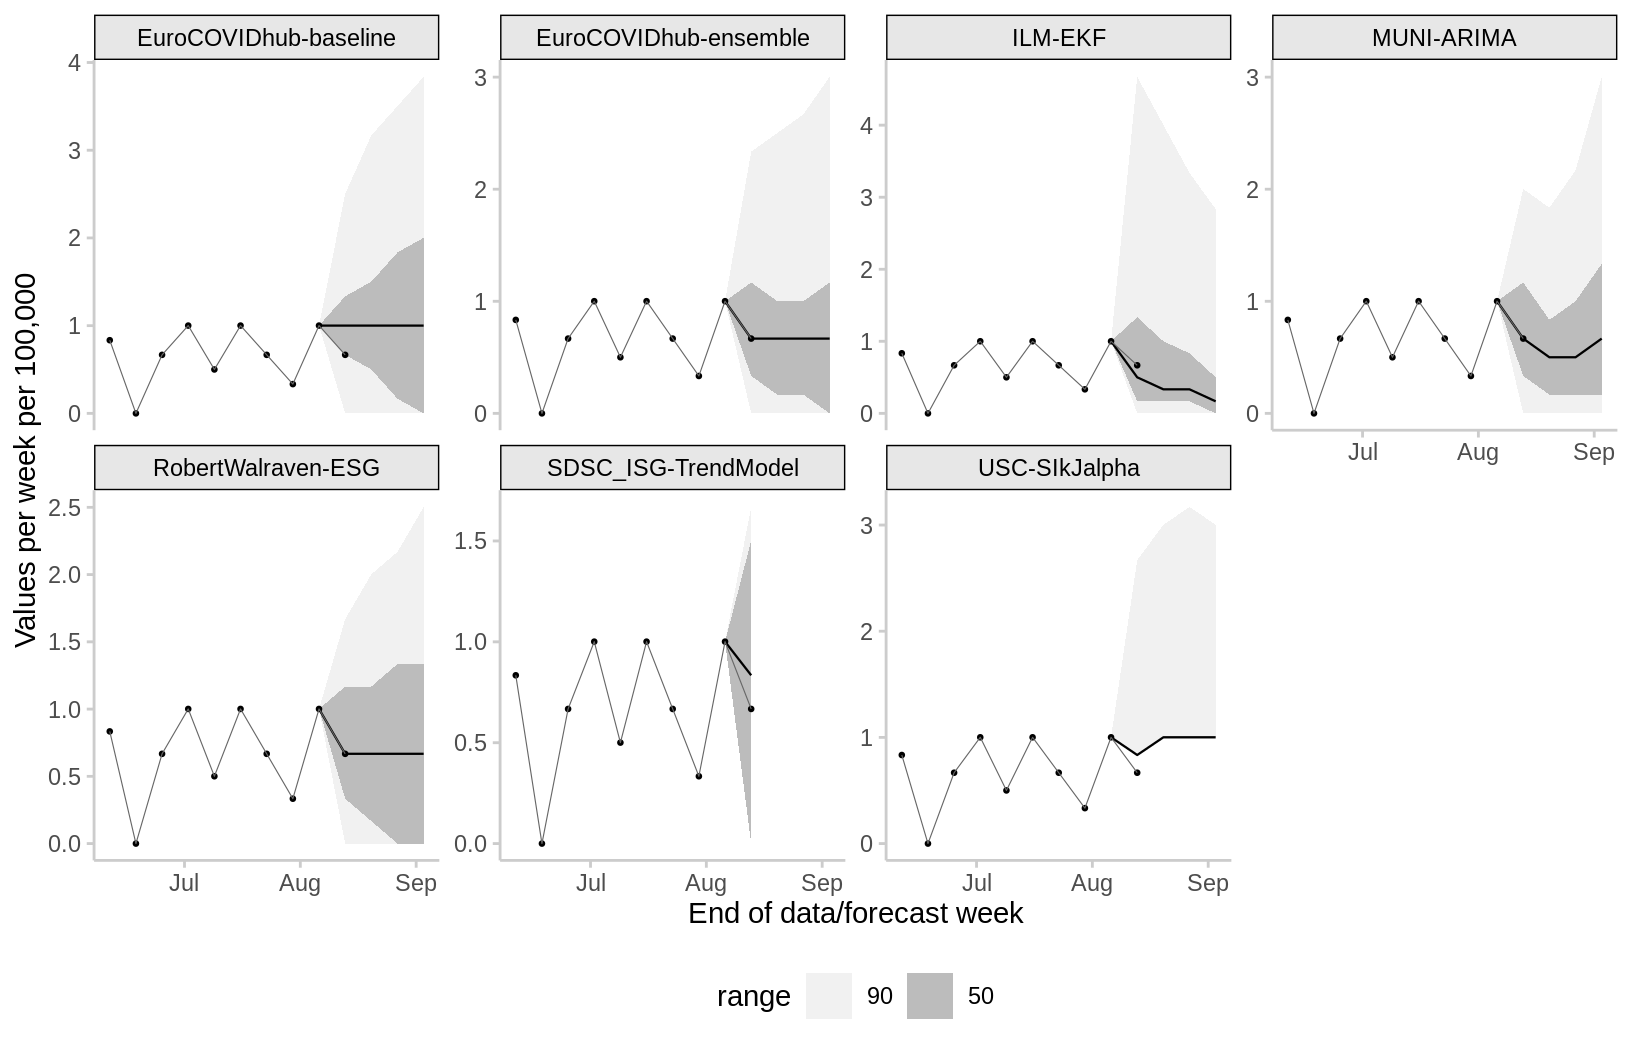 EuroCOVIDhub-baseline
EuroCOVIDhub-ensemble
ILM-EKF
MUNI-ARIMA
4
3
2
1
0
3
2
1
0
4
3
2
1
0
3
2
1
0
Jul
Aug
Sep
Values per week per 100,000
RobertWalraven-ESG
SDSC_ISG-TrendModel
USC-SIkJalpha
2.5
2.0
1.5
1.0
0.5
0.0
1.5
1.0
0.5
0.0
3
2
1
0
Jul
Aug
Sep
Jul
Aug
Sep
Jul
Aug
Sep
End of data/forecast week
range
90
50